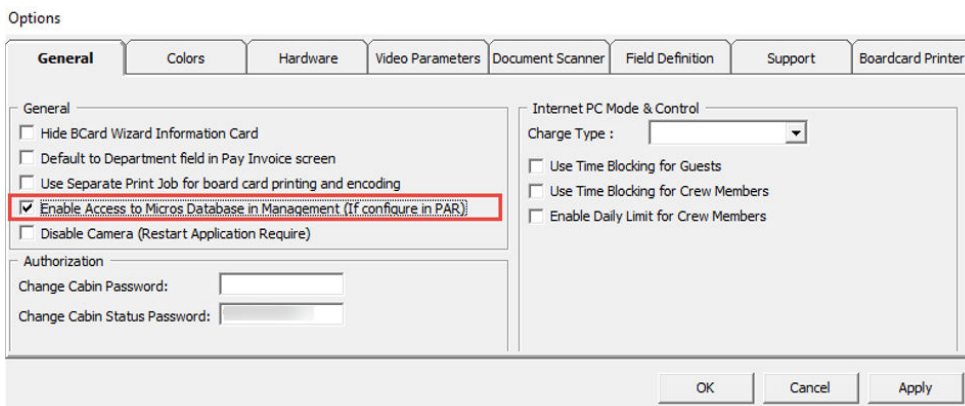 Options
General Colors Hardware Video Parameters Document Scanner Field Definition Support Boardcard Printer
General
Hide BCard Wizard Information Card
Default to Department field in Pay Invoice screen
Use Separate Print Job for board card printing and encoding
Enable Access to Micros Database in Management (If configure in PAR)
Disable Camera (Restart Application Require)
Authorization
Change Cabin Password:
Change Cabin Status Password:
Internet PC Mode & Control
Charge Type :
Use Time Blocking for Guests
Use Time Blocking for Crew Members
Enable Daily Limit for Crew Members
OK Cancel Apply